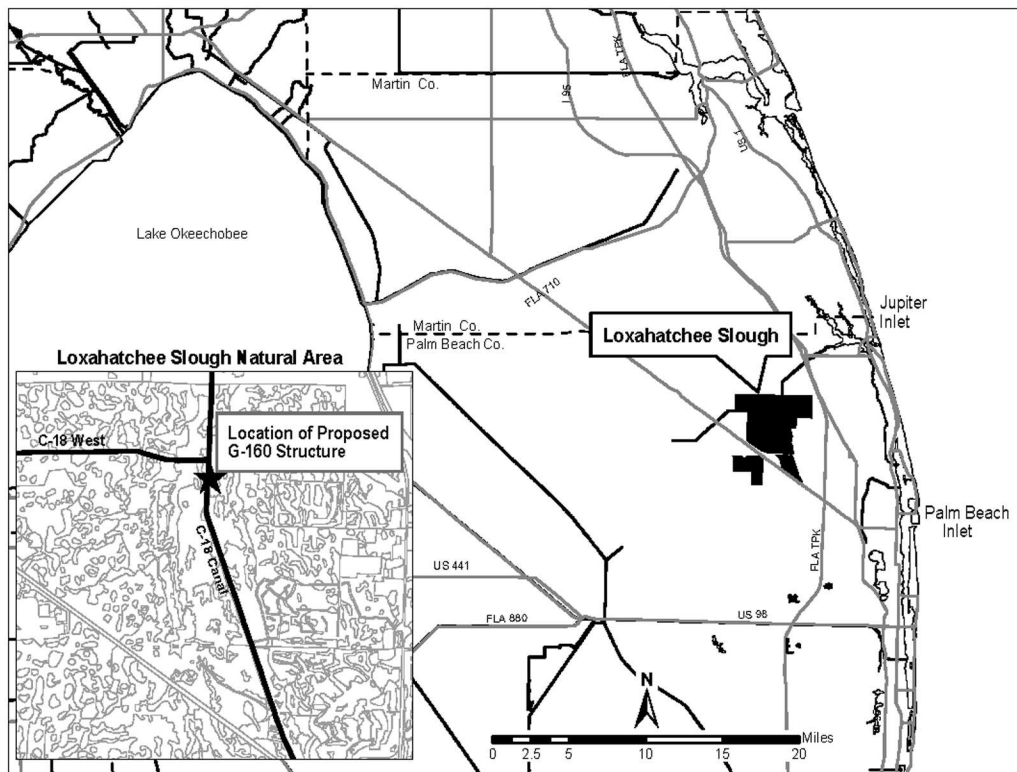 Martin Co.
I 95
FLA TPK
US 1
Lake Okeechobee
FLA 710
Jupiter
Inlet
Martin Co.
Palm Beach Co.
Loxahatchee Slough
Loxahatchee Slough Natural Area
C-18 West
Location of Proposed
G-160 Structure
C-18 Canal
Palm Beach
Inlet
US 441
FLA TPK
FLA 880
US 98
N
Miles
0 2.5 5 10 15 20